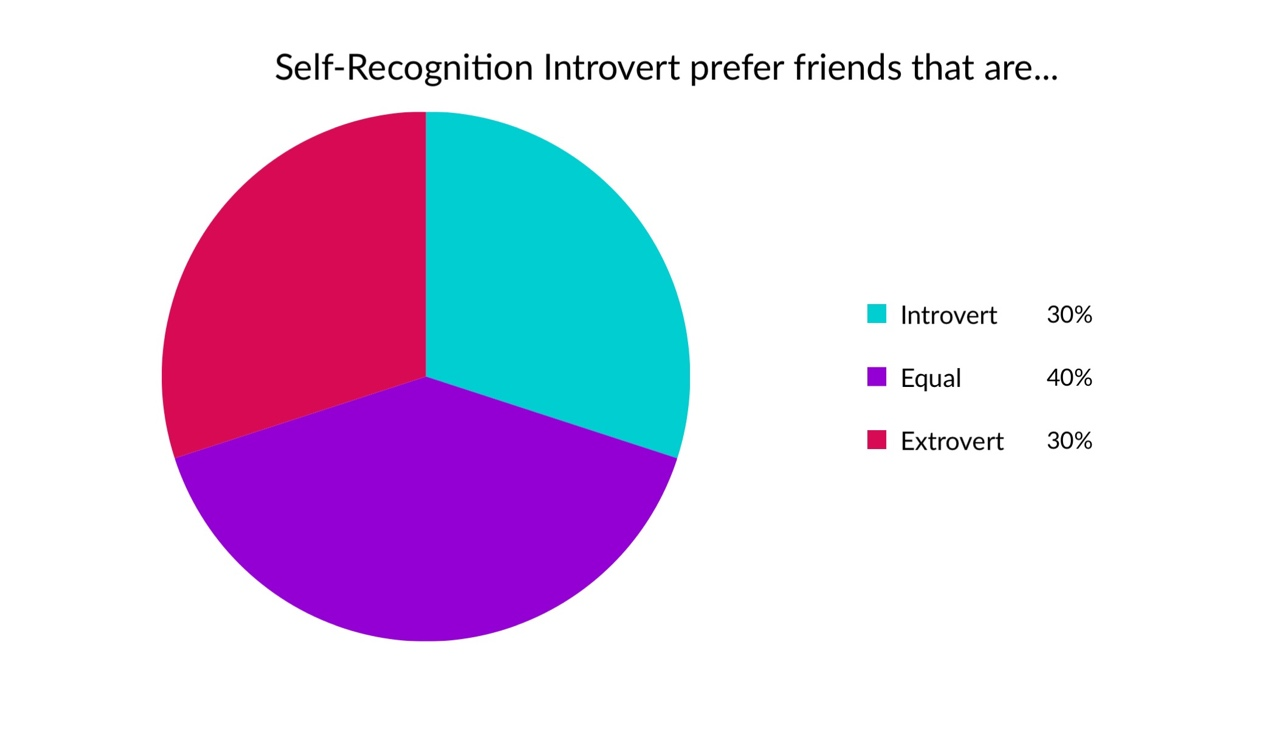 Self-Recognition Introvert prefer friends that are...
Introvert 30%
Equal 40%
Extrovert 30%